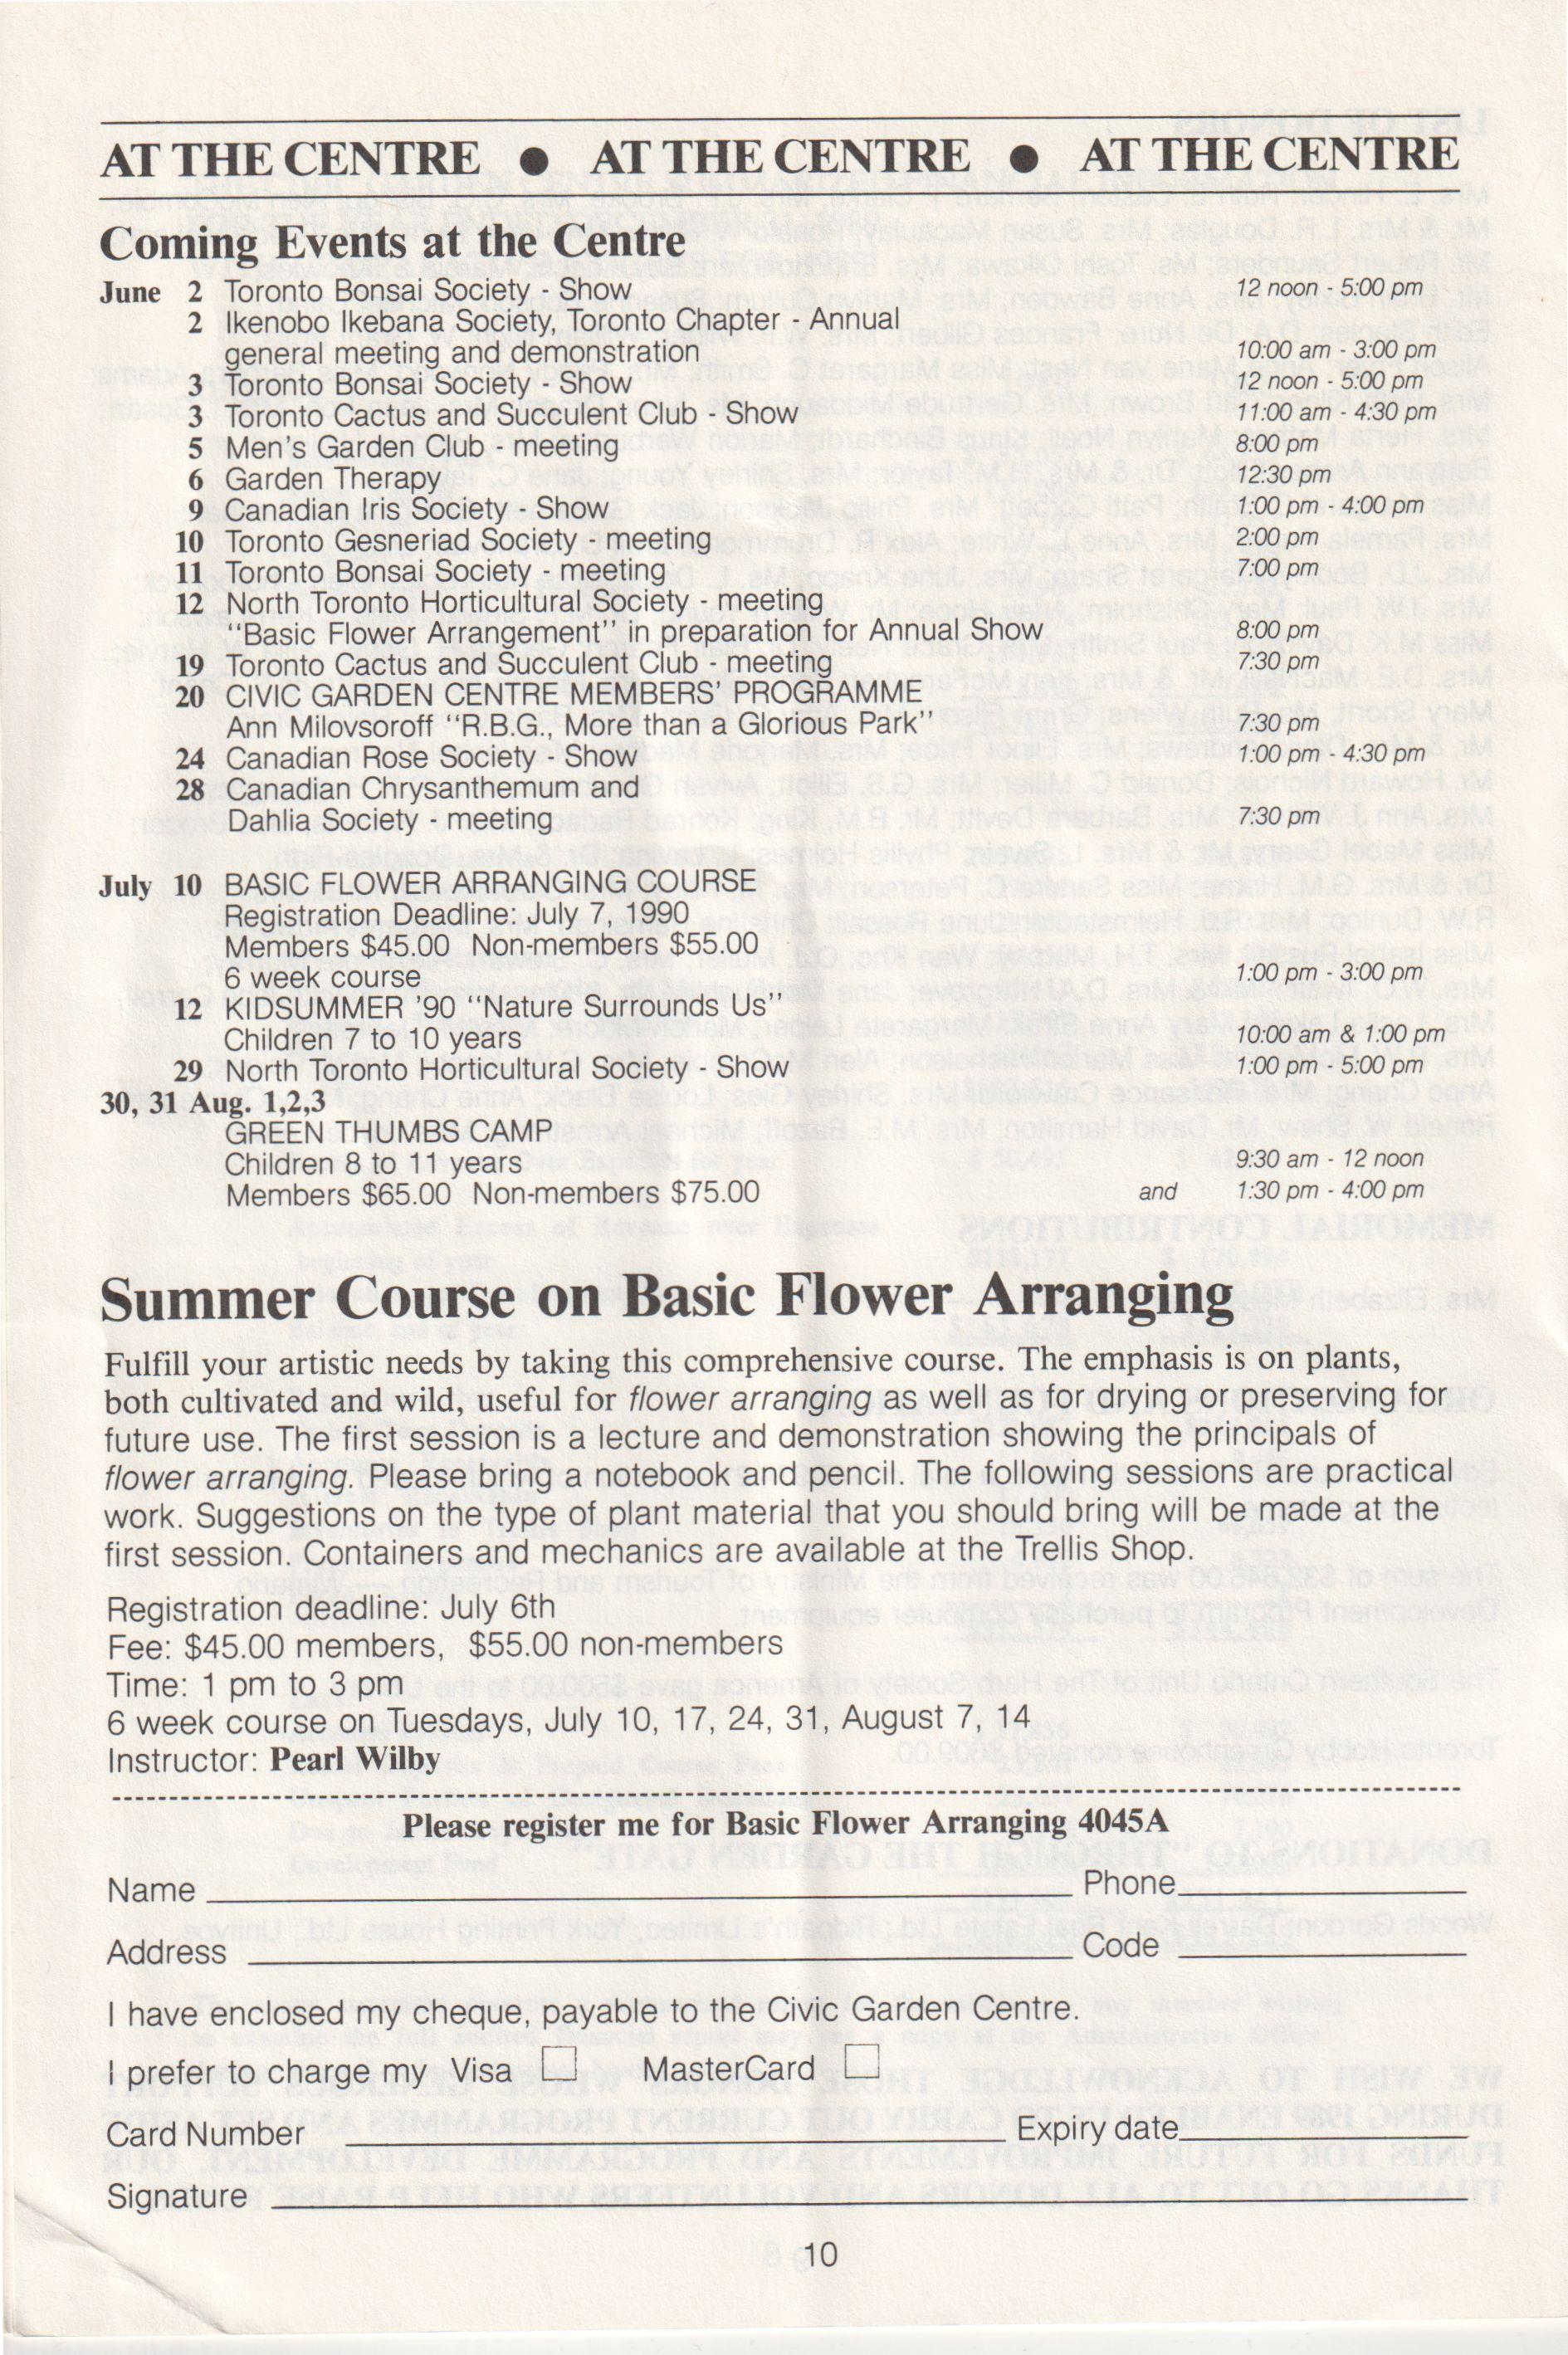 AT THE CENTRE ● AT THE CENTRE ● AT THE CENTRE
Coming Events at the Centre
June 2 Toronto Bonsai Society - Show 12 noon - 5:00 pm
2 Ikenobo Ikebana Society, Toronto Chapter - Annual
general meeting and demonstration 10:00 am - 3:00 pm
3 Toronto Bonsai Society - Show 12 noon - 5:00 pm
3 Toronto Cactus and Succulent Club - Show 11:00 am - 4:30 pm
5 Men's Garden Club - meeting 8:00 pm
6 Garden Therapy 12:30 pm
9 Canadian Iris Society - Show 1:00 pm - 4:00 pm
10 Toronto Gesneriad Society - meeting 2:00 pm
11 Toronto Bonsai Society - meeting 7:00 pm
12 North Toronto Horticultural Society - meeting
"Basic Flower Arrangement" in preparation for Annual Show 8:00 pm
19 Toronto Cactus and Succulent Club - meeting 7:30 pm
20 CIVIC GARDEN CENTRE MEMBERS' PROGRAMME
Ann Milovsoroff "R.B.G., More than a Glorious Park" 7:30 pm
24 Canadian Rose Society - Show 1:00 pm - 4:30 pm
28 Canadian Chrysanthemum and
Dahlia Society - meeting 7:30 pm
July 10 BASIC FLOWER ARRANGING COURSE
Registration Deadline: July 7, 1990
Members $45.00 Non-members $55.00
6 week course 1:00 pm - 3:00 pm
12 KIDSUMMER '90 "Nature Surrounds Us"
Children 7 to 10 years 10:00 am & 1:00 pm
29 North Toronto Horticultural Society - Show 1:00 pm - 5:00 pm
30, 31 Aug. 1,2,3
GREEN THUMBS CAMP
Children 8 to 11 years 9:30 am - 12 noon
Members $65.00 Non-members $75.00 and 1:30 pm - 4:00 pm
Summer Course on Basic Flower Arranging
Fulfill your artistic needs by taking this comprehensive course. The emphasis is on plants,
both cultivated and wild, useful for flower arranging as well as for drying or preserving for
future use. The first session is a lecture and demonstration showing the principals of
flower arranging. Please bring a notebook and pencil. The following sessions are practical
work. Suggestions on the type of plant material that you should bring will be made at the
first session. Containers and mechanics are available at the Trellis Shop.
Registration deadline: July 6th
Fee: $45.00 members, $55.00 non-members
Time: 1 pm to 3 pm
6 week course on Tuesdays, July 10, 17, 24, 31, August 7, 14
Instructor: Pearl Wilby
Please register me for Basic Flower Arranging 4045A
Name Phone
Address Code
I have enclosed my cheque, payable to the Civic Garden Centre.
I prefer to charge my Visa MasterCard
Card Number Expiry date
Signature
10